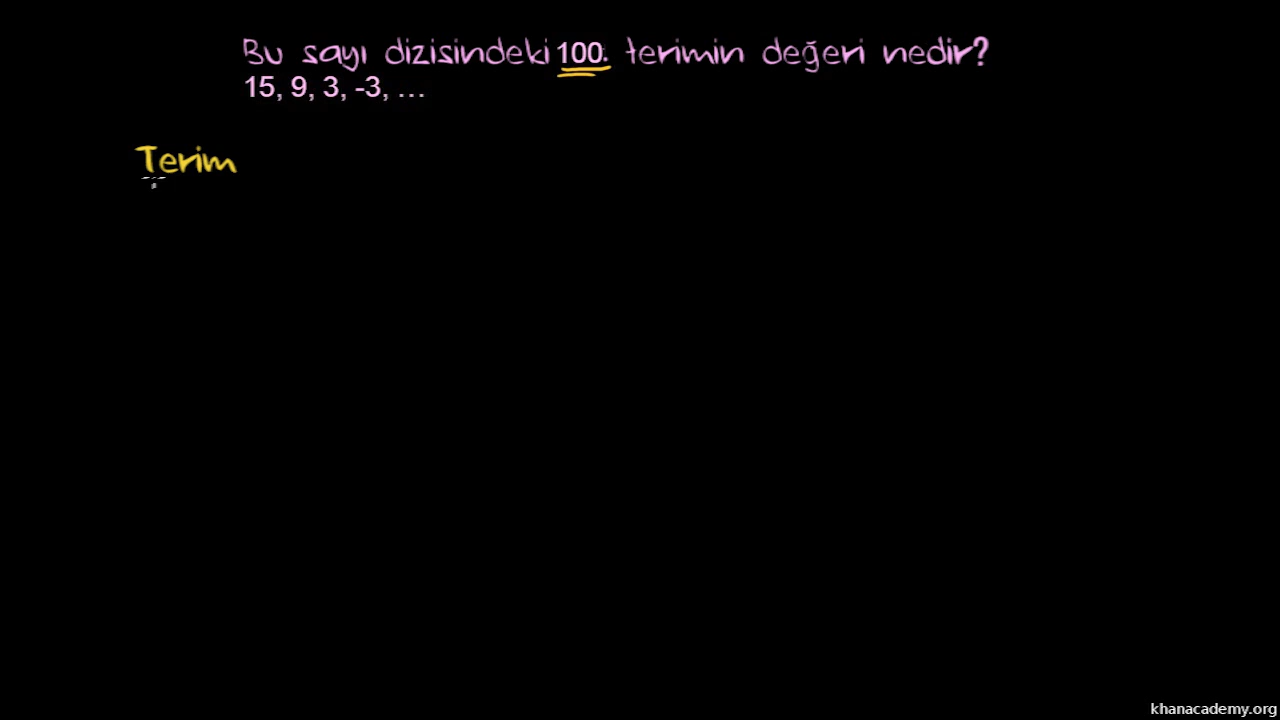 Bu sayı dizisindeki 100. terimin değeri nedir?
15, 9, 3, -3, ...
Terim
khanacademy.org